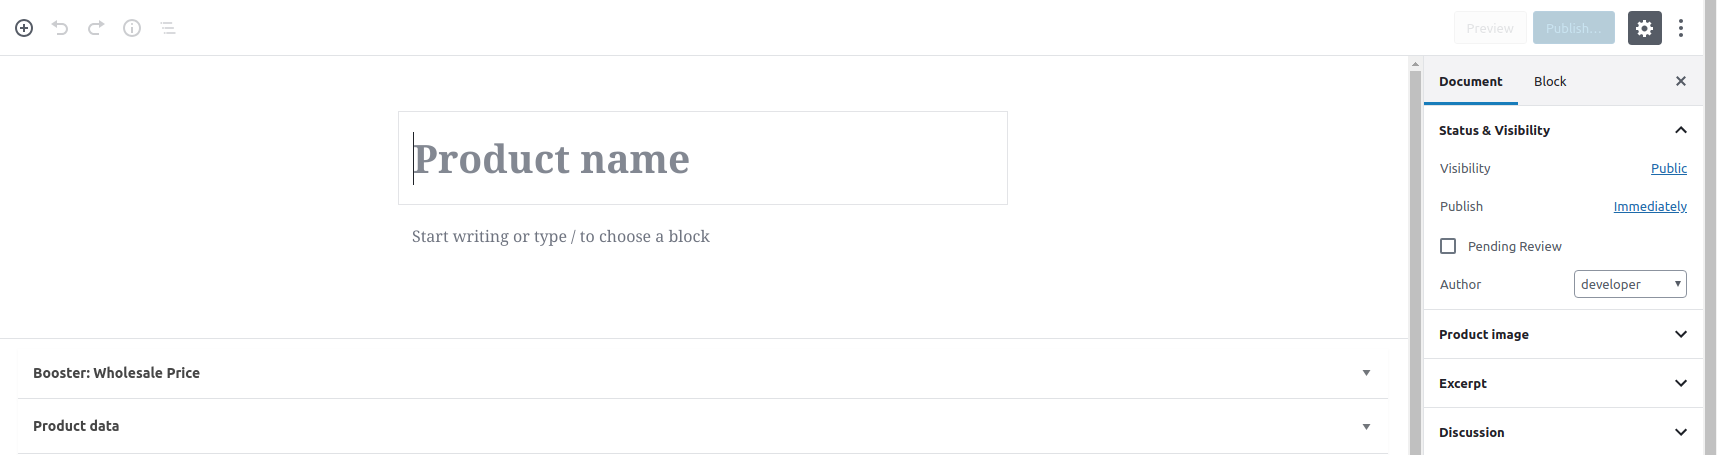 Preview Publish...
Product name
Start writing or type / to choose a block
Booster: Wholesale Price
Product data
Document Block
Status & Visibility
Visibility Public
Publish Immediately
Pending Review
Author developer
Product image
Excerpt
Discussion